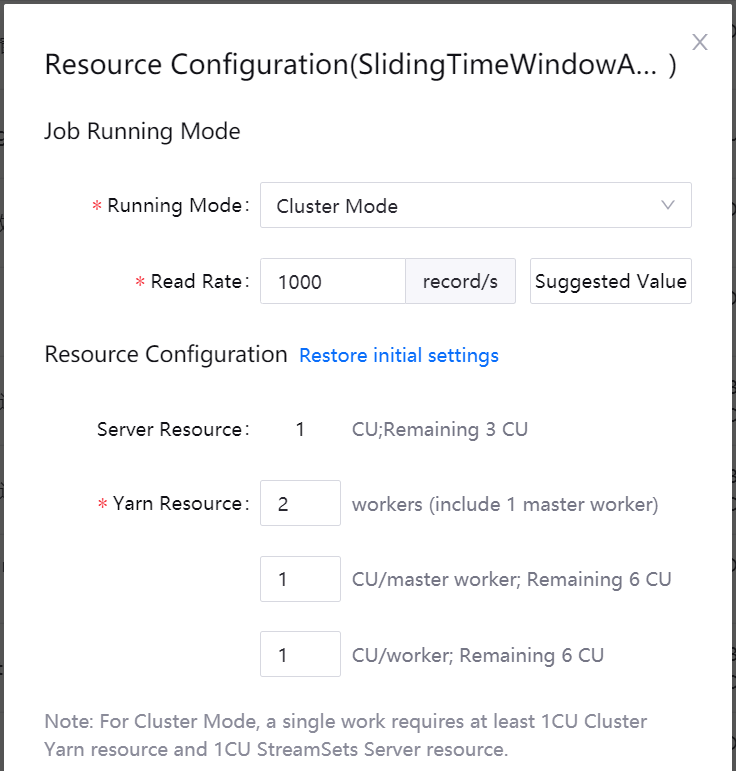 Resource Configuration(SlidingTimeWindowA... )
Job Running Mode
* Running Mode: Cluster Mode
* Read Rate: 1000 record/s Suggested Value
Resource Configuration Restore initial settings
Server Resource: 1 CU;Remaining 3 CU
* Yarn Resource: 2 workers (include 1 master worker)
1 CU/master worker; Remaining 6 CU
1 CU/worker; Remaining 6 CU
Note: For Cluster Mode, a single work requires at least 1CU Cluster
Yarn resource and 1CU StreamSets Server resource.